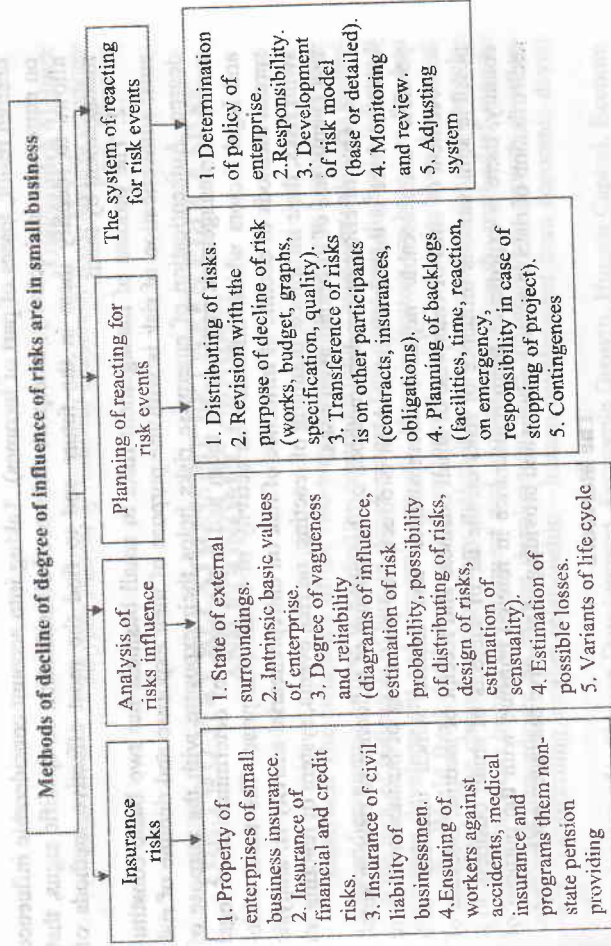 Methods of decline of degree of influence of risks are in small business
Insurance
risks
Analysis of
risks influence
Planning of reacting for
risk events
The system of reacting
for risk events
1. Property of
enterprises of small
business insurance.
2. Insurance of
financial and credit
risks.
3. Insurance of civil
liability of
businessmen.
4.Ensuring of
workers against
accidents, medical
insurance and
programs them non-
state pension
providing
1. State of external
surroundings.
2. Intrinsic basic values
of enterprise.
3. Degree of vagueness
and reliability
(diagrams of influence,
estimation of risk
probability, possibility
of distributing of risks,
design of risks,
estimation of
sensuality).
4. Estimation of
possible losses.
5. Variants of life cycle
1. Distributing of risks.
2. Revision with the
purpose of decline of risk
(works, budget, graphs,
specification, quality).
3. Transference of risks
is on other participants
(contracts, insurances,
obligations).
4. Planning of backlogs
(facilities, time, reaction,
on emergency,
responsibility in case of
stopping of project).
5. Contingences
1. Determination
of policy of
enterprise.
2.Responsibility.
3. Development
of risk model
(base or detailed).
4. Monitoring
and review.
5. Adjusting
system